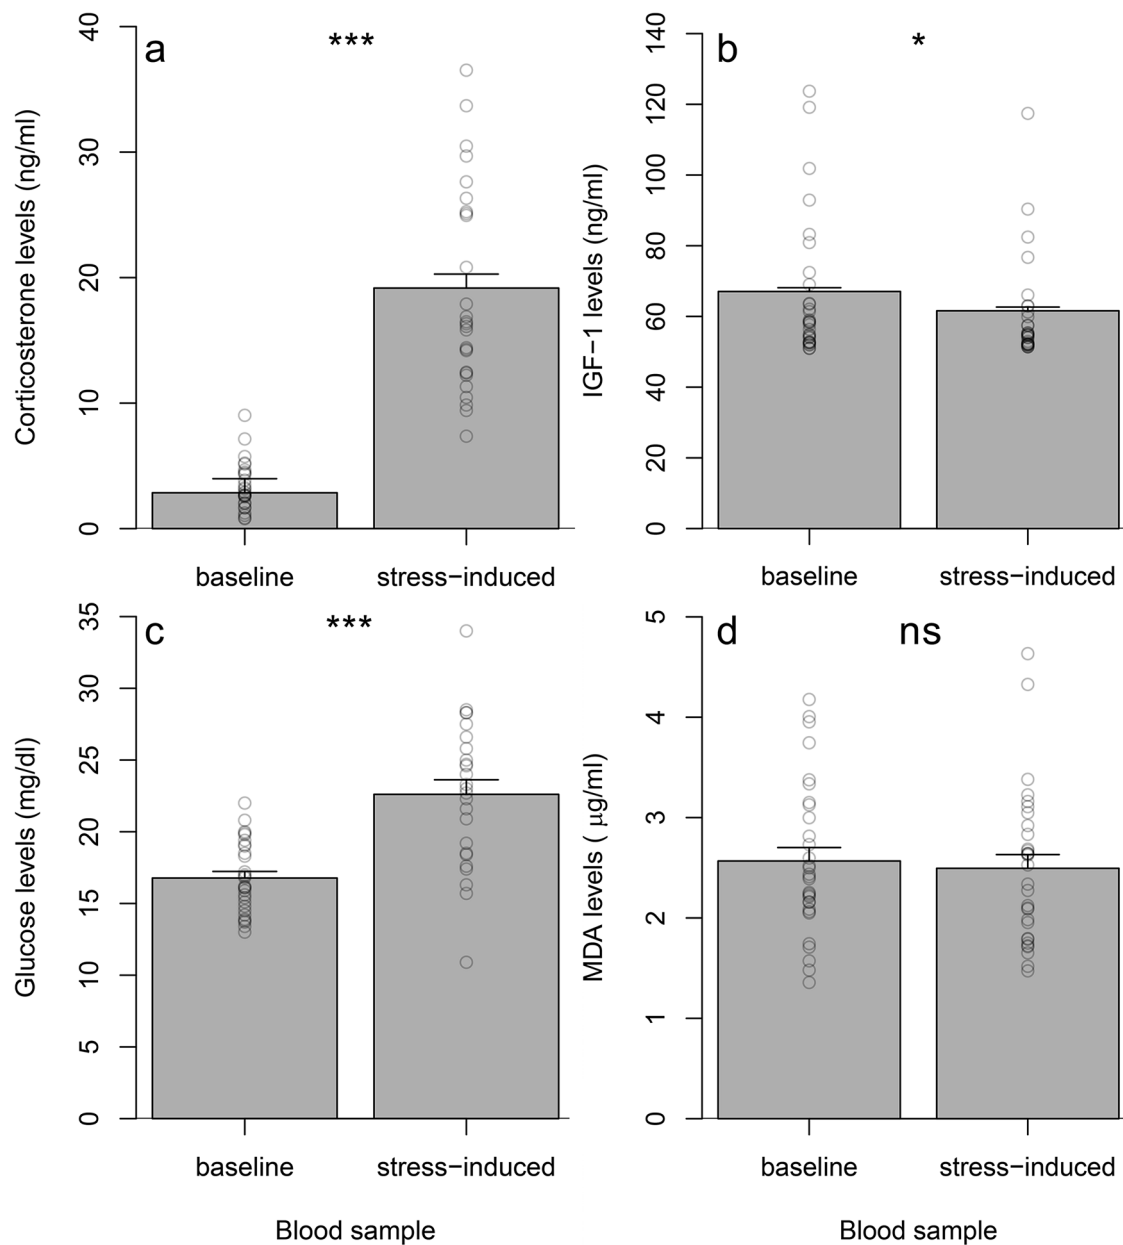 a
***
Corticosterone levels (ng/ml)
40
30
20
10
0
baseline
stress−induced
b
*
IGF−1 levels (ng/ml)
140
120
100
80
60
40
20
0
baseline
stress−induced
c
***
Glucose levels (mg/dl)
35
30
25
20
15
10
5
0
baseline
stress−induced
Blood sample
d
ns
MDA levels ( μg/ml)
5
4
3
2
1
0
baseline
stress−induced
Blood sample